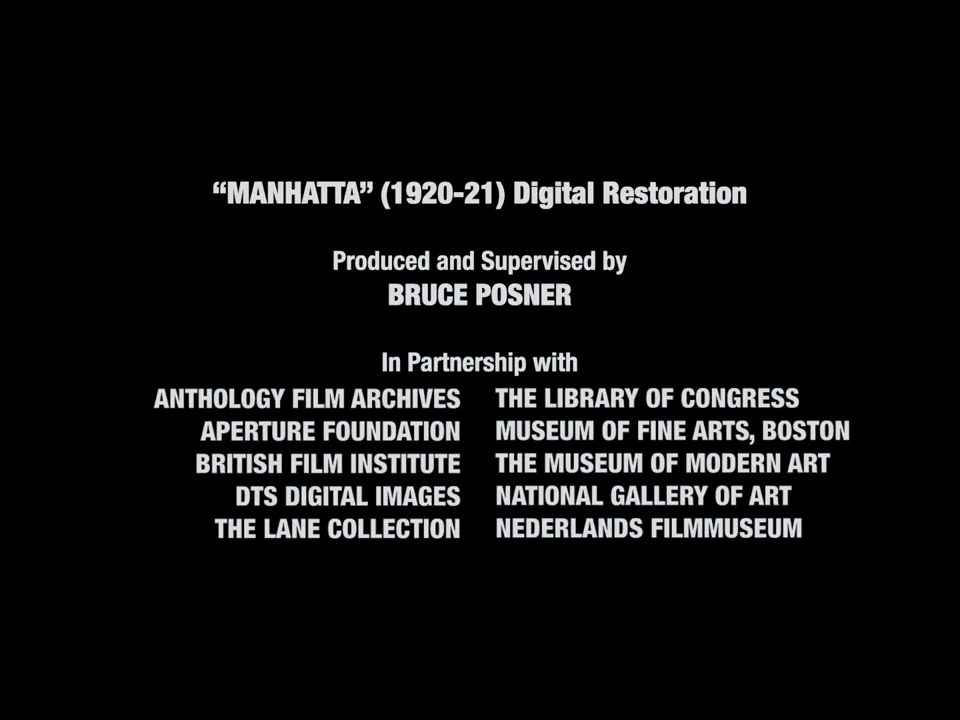 “MANHATTA” (1920-21) Digital Restoration
Produced and Supervised by
BRUCE POSNER
In Partnership with
ANTHOLOGY FILM ARCHIVES
APERTURE FOUNDATION
BRITISH FILM INSTITUTE
DTS DIGITAL IMAGES
THE LANE COLLECTION
THE LIBRARY OF CONGRESS
MUSEUM OF FINE ARTS, BOSTON
THE MUSEUM OF MODERN ART
NATIONAL GALLERY OF ART
NEDERLANDS FILMMUSEUM